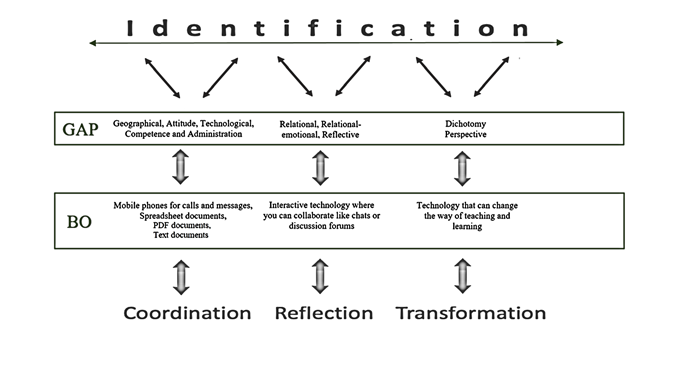 Identification
GAP
Geographical, Attitude, Technological,
Competence and Administration
Relational, Relational-
emotional, Reflective
Dichotomy
Perspective
BO
Mobile phones for calls and messages,
Spreadsheet documents,
PDF documents,
Text documents
Interactive technology where
you can collaborate like chats or
discussion forums
Technology that can change
the way of teaching and
learning
Coordination
Reflection
Transformation